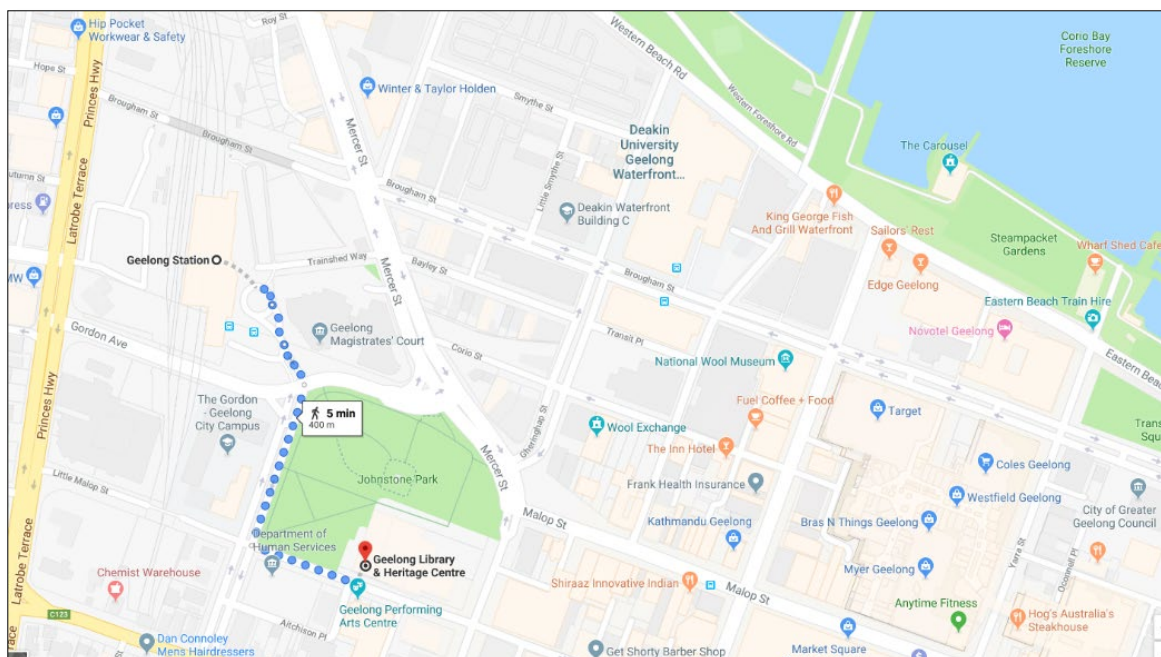 Hip Pocket
Workwear & Safety
Roy St
Hope St
Princes Hwy
Brougham St
Brougham St
Winter & Taylor Holden
Mercer St
Smythe St
Western Beach Rd
Western Foreshore Rd
Corio Bay
Foreshore
Reserve
Deakin
University
Geelong
Waterfront...
Little Smythe St
The Carousel
Latrobe Terrace
Brougham St
Deakin Waterfront
Building C
King George Fish
And Grill Waterfront
Sailors' Rest
Steampacket
Gardens
Wharf Shed Cafe
Geelong Station
Trainshed Way
Bayley St
Mercer St
Brougham St
Edge Geelong
Eastern Beach Train Hire
MW
Gordon Ave
Geelong
Magistrates' Court
Corio St
Transit Pl
Novotel Geelong
National Wool Museum
Eastern Bea
Princes Hwy
The Gordon
- Geelong
City Campus
5 min
400 m
Fuel Coffee + Food
Target
Wool Exchange
Gheringhap St
The Inn Hotel
Trans
Squ
Mercer St
Coles Geelong
Little Malop St
Johnstone Park
Frank Health Insurance
Westfield Geelong
City of Greater
Geelong Council
Malop St
Kathmandu Geelong
Bras N Things Geelong
Department of
Human Services
Yarra St
Oconnell Pl
Latrobe Terrace
Chemist Warehouse
Geelong Library
& Heritage Centre
Shiraaz Innovative Indian
Myer Geelong
Malop St
C123
Geelong Performing
Arts Centre
Anytime Fitness
Hog's Australia's
Steakhouse
Aitchison Pl
Dan Connoley
Mens Hairdressers
Get Shorty Barber Shop
Market Square
race